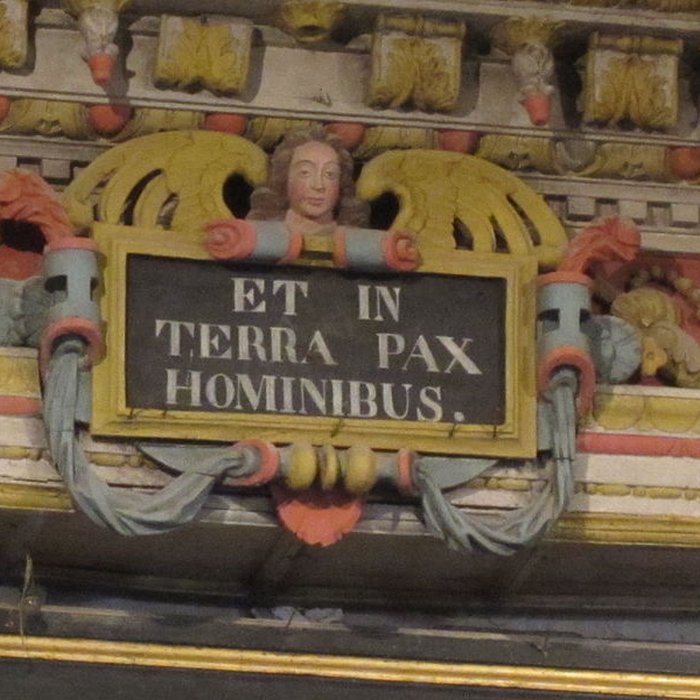 ET IN
TERRA PAX
HOMINIBUS.